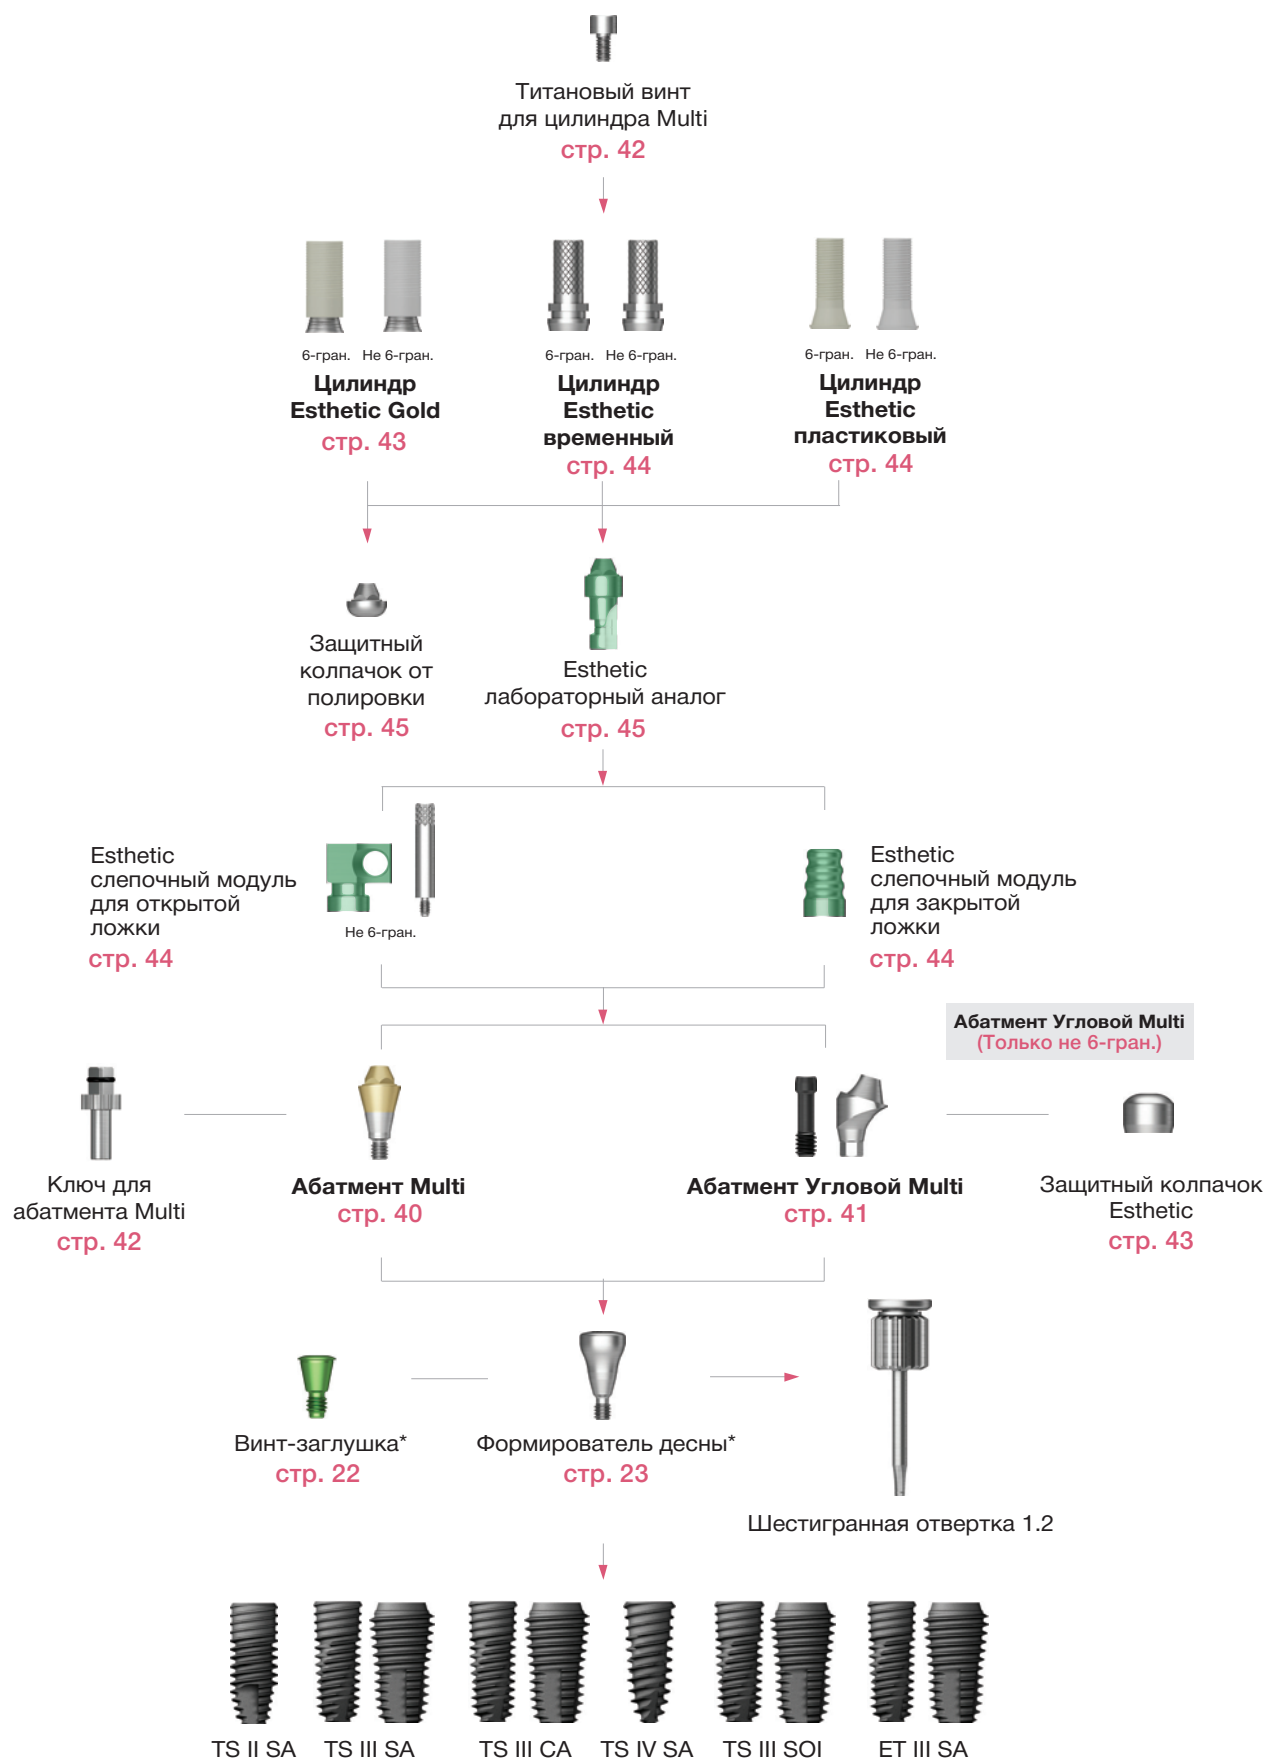 Титановый винт
для цилиндра Multi
стр. 42
6-гран. Не 6-гран.
Цилиндр
Esthetic Gold
стр. 43
6-гран. Не 6-гран.
Цилиндр
Esthetic
временный
стр. 44
6-гран. Не 6-гран.
Цилиндр
Esthetic
пластиковый
стр. 44
Защитный
колпачок от
полировки
стр. 45
Esthetic
лабораторный аналог
стр. 45
Esthetic
слепочный модуль
для открытой
ложки
стр. 44
Не 6-гран.
Esthetic
слепочный модуль
для закрытой
ложки
стр. 44
Абатмент Угловой Multi
(Только не 6-гран.)
Ключ для
абатмента Multi
стр. 42
Абатмент Multi
стр. 40
Абатмент Угловой Multi
стр. 41
Защитный колпачок
Esthetic
стр. 43
Винт-заглушка*
стр. 22
Формирователь десны*
стр. 23
Шестигранная отвертка 1.2
TS II SA TS III SA TS III CA TS IV SA TS III SOI ET III SA